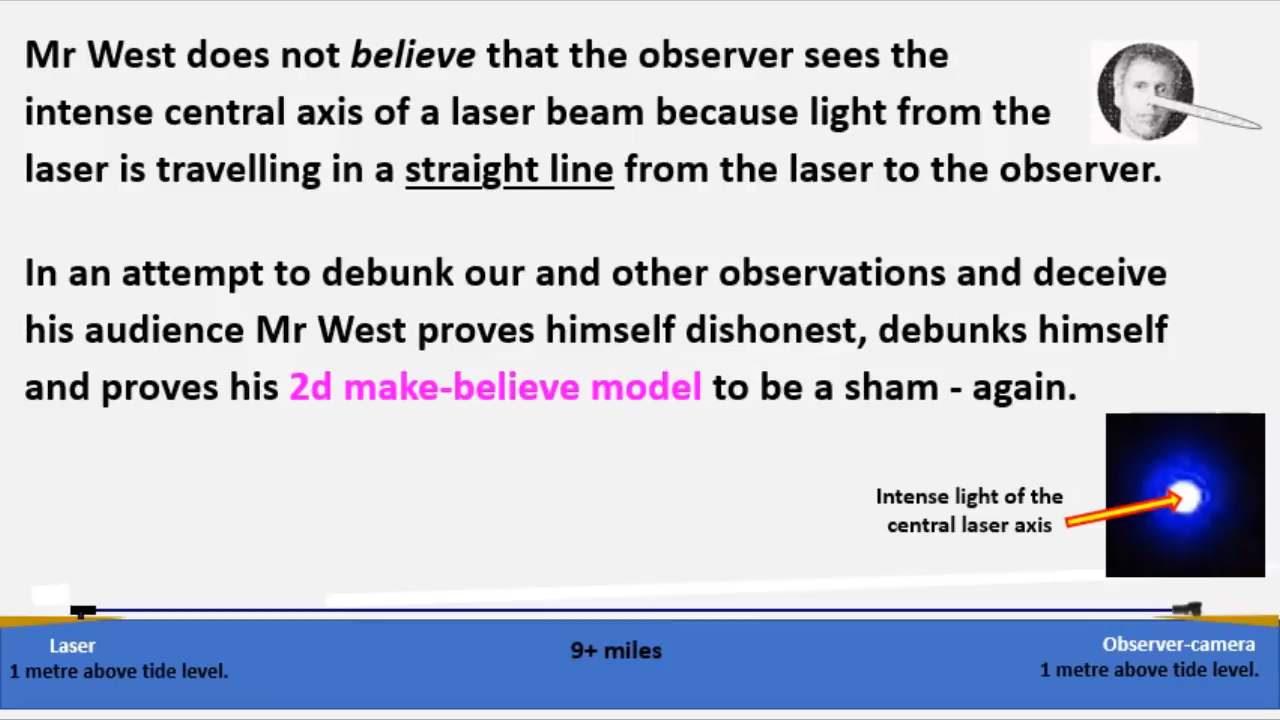 Mr West does not believe that the observer sees the
intense central axis of a laser beam because light from the
laser is travelling in a straight line from the laser to the observer.
In an attempt to debunk our and other observations and deceive
his audience Mr West proves himself dishonest, debunks himself
and proves his 2d make-believe model to be a sham - again.
Intense light of the
central laser axis
Laser
1 metre above tide level.
9+ miles
Observer-camera
1 metre above tide level.